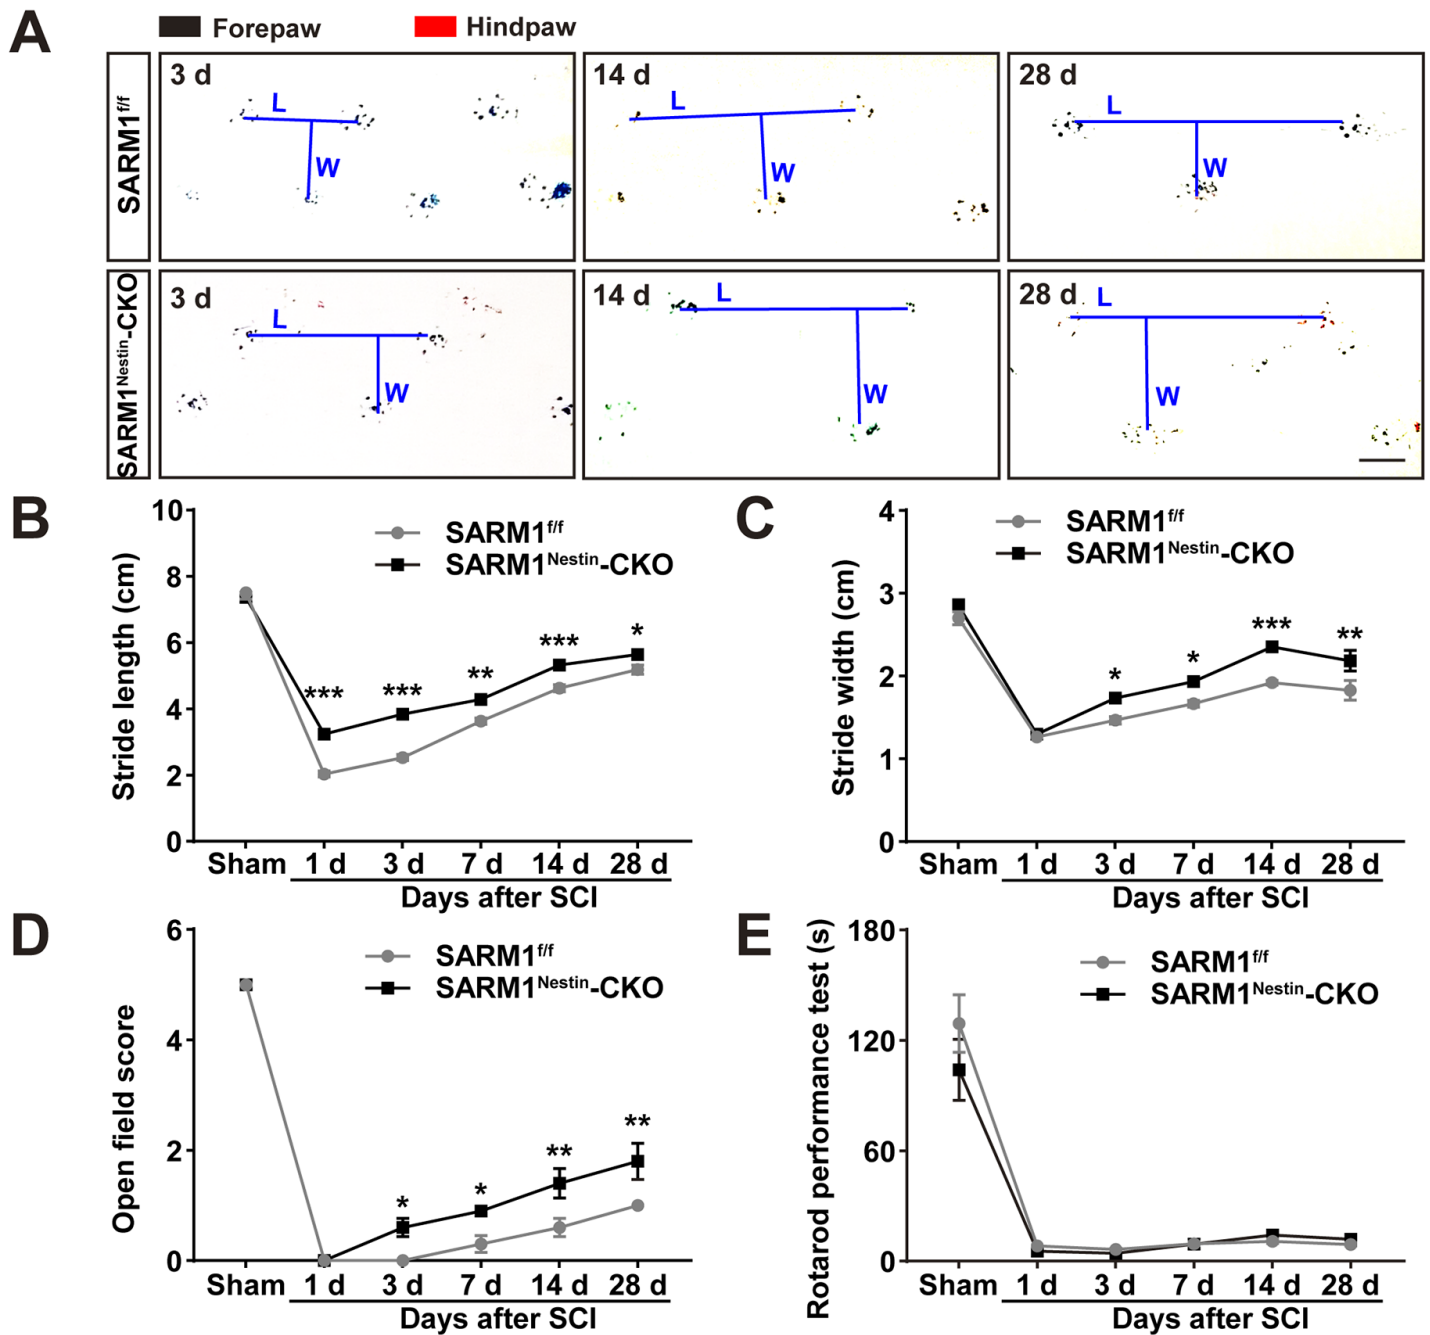 A
Forepaw
Hindpaw
SARM1f/f
3 d
L
W
14 d
L
W
28 d
L
W
SARM1Nestin-CKO
3 d
L
W
14 d
L
W
28 d
L
W
B
SARM1f/f
SARM1Nestin-CKO
Stride length (cm)
10
8
6
4
2
0
***
***
**
***
*
Sham
1 d
3 d
7 d
14 d
28 d
Days after SCI
C
SARM1f/f
SARM1Nestin-CKO
Stride width (cm)
4
3
2
1
0
*
*
***
**
Sham
1 d
3 d
7 d
14 d
28 d
Days after SCI
D
SARM1f/f
SARM1Nestin-CKO
Open field score
6
4
2
0
*
*
**
**
Sham
1 d
3 d
7 d
14 d
28 d
Days after SCI
E
SARM1f/f
SARM1Nestin-CKO
Rotarod performance test (s)
180
120
60
0
Sham
1 d
3 d
7 d
14 d
28 d
Days after SCI